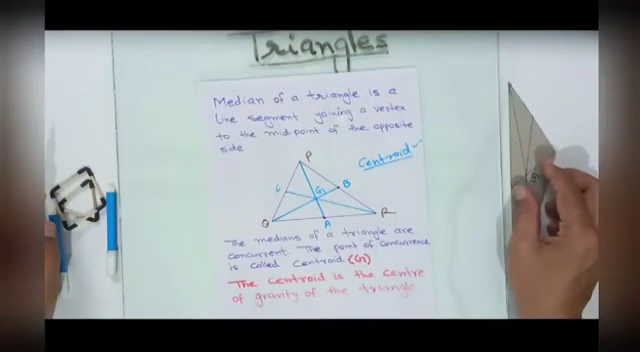 Triangles
Median of a triangle is a
line segment joining a vertex
to the mid point of the opposite
side
Centroid
P
C
G
B
Q
A
R
The medians of a triangle are
concurrent. The point of concurrence
is called Centroid (G)
The centroid is the centre
of gravity of the triangle
G